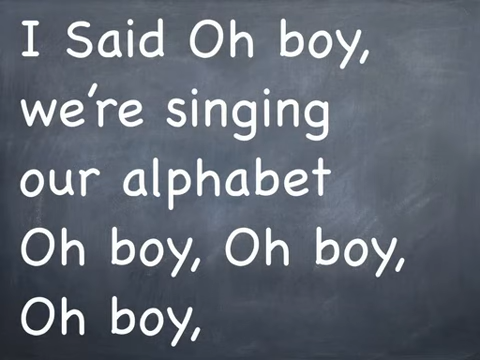 I Said Oh boy,
we're singing
our alphabet
Oh boy, Oh boy,
Oh boy,